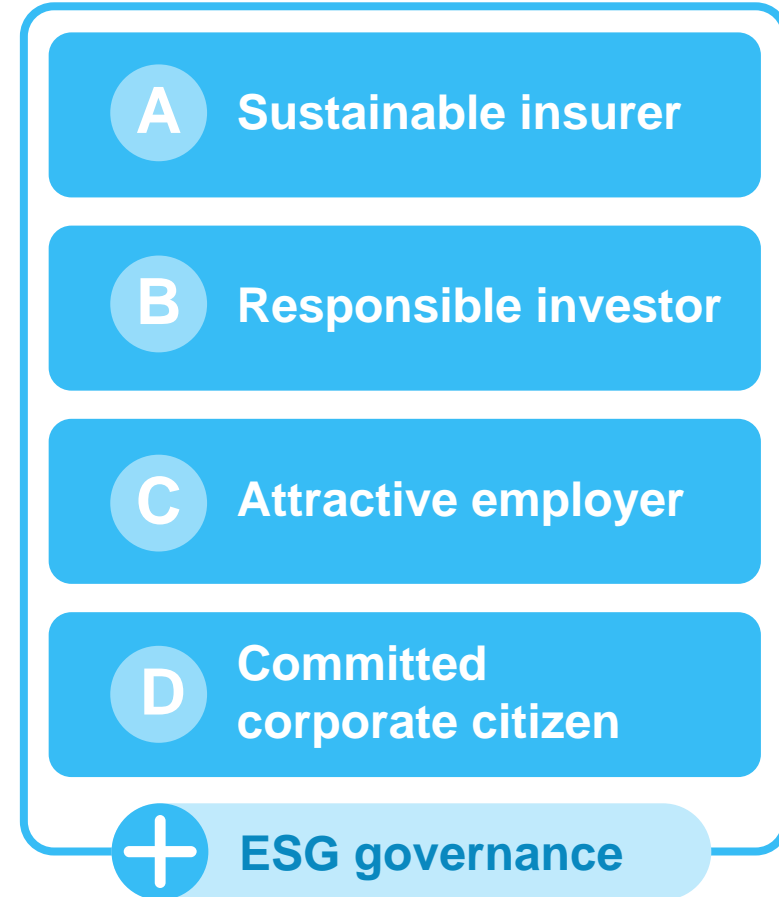 A Sustainable insurer
B Responsible investor
C Attractive employer
D Committed
corporate citizen
ESG governance